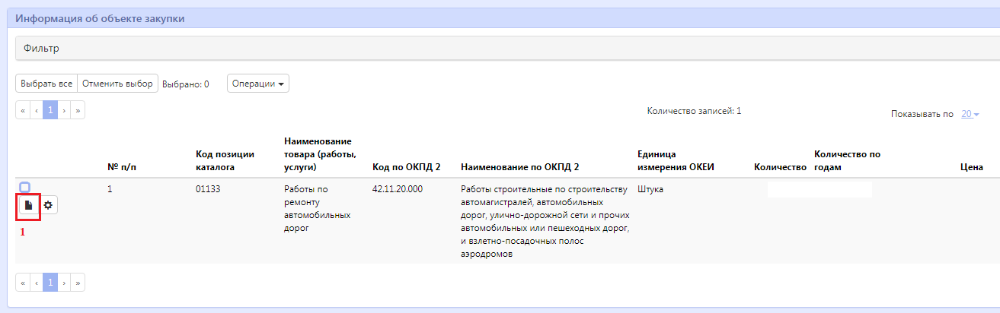 Информация об объекте закупки
Фильтр
Выбрать все Отменить выбор Выбрано: 0 Операции
« ‹ 1 › » Количество записей: 1 Показывать по 20
№ п/п Код позиции каталога Наименование товара (работы, услуги) Код по ОКПД 2 Наименование по ОКПД 2 Единица измерения ОКЕИ Количество Количество по годам Цена
1 01133 Работы по ремонту автомобильных дорог 42.11.20.000 Работы строительные по строительству автомагистралей, автомобильных дорог, улично-дорожной сети и прочих автомобильных или пешеходных дорог, и взлетно-посадочных полос аэродромов Штука
1
« ‹ 1 › »